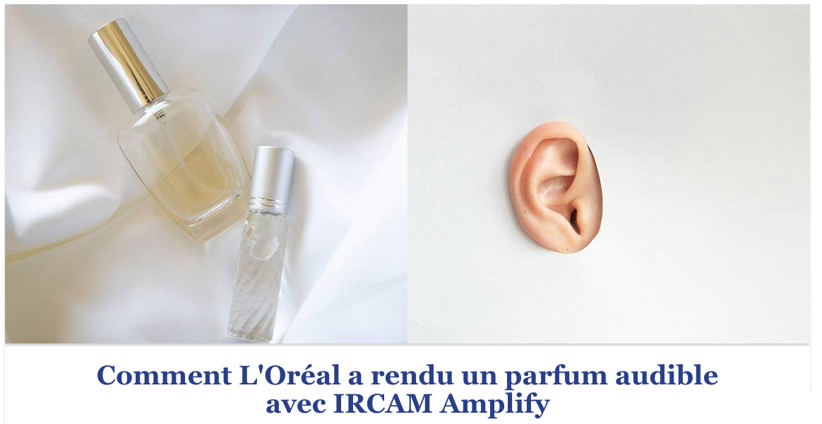 Comment L'Oréal a rendu un parfum audible
avec IRCAM Amplify